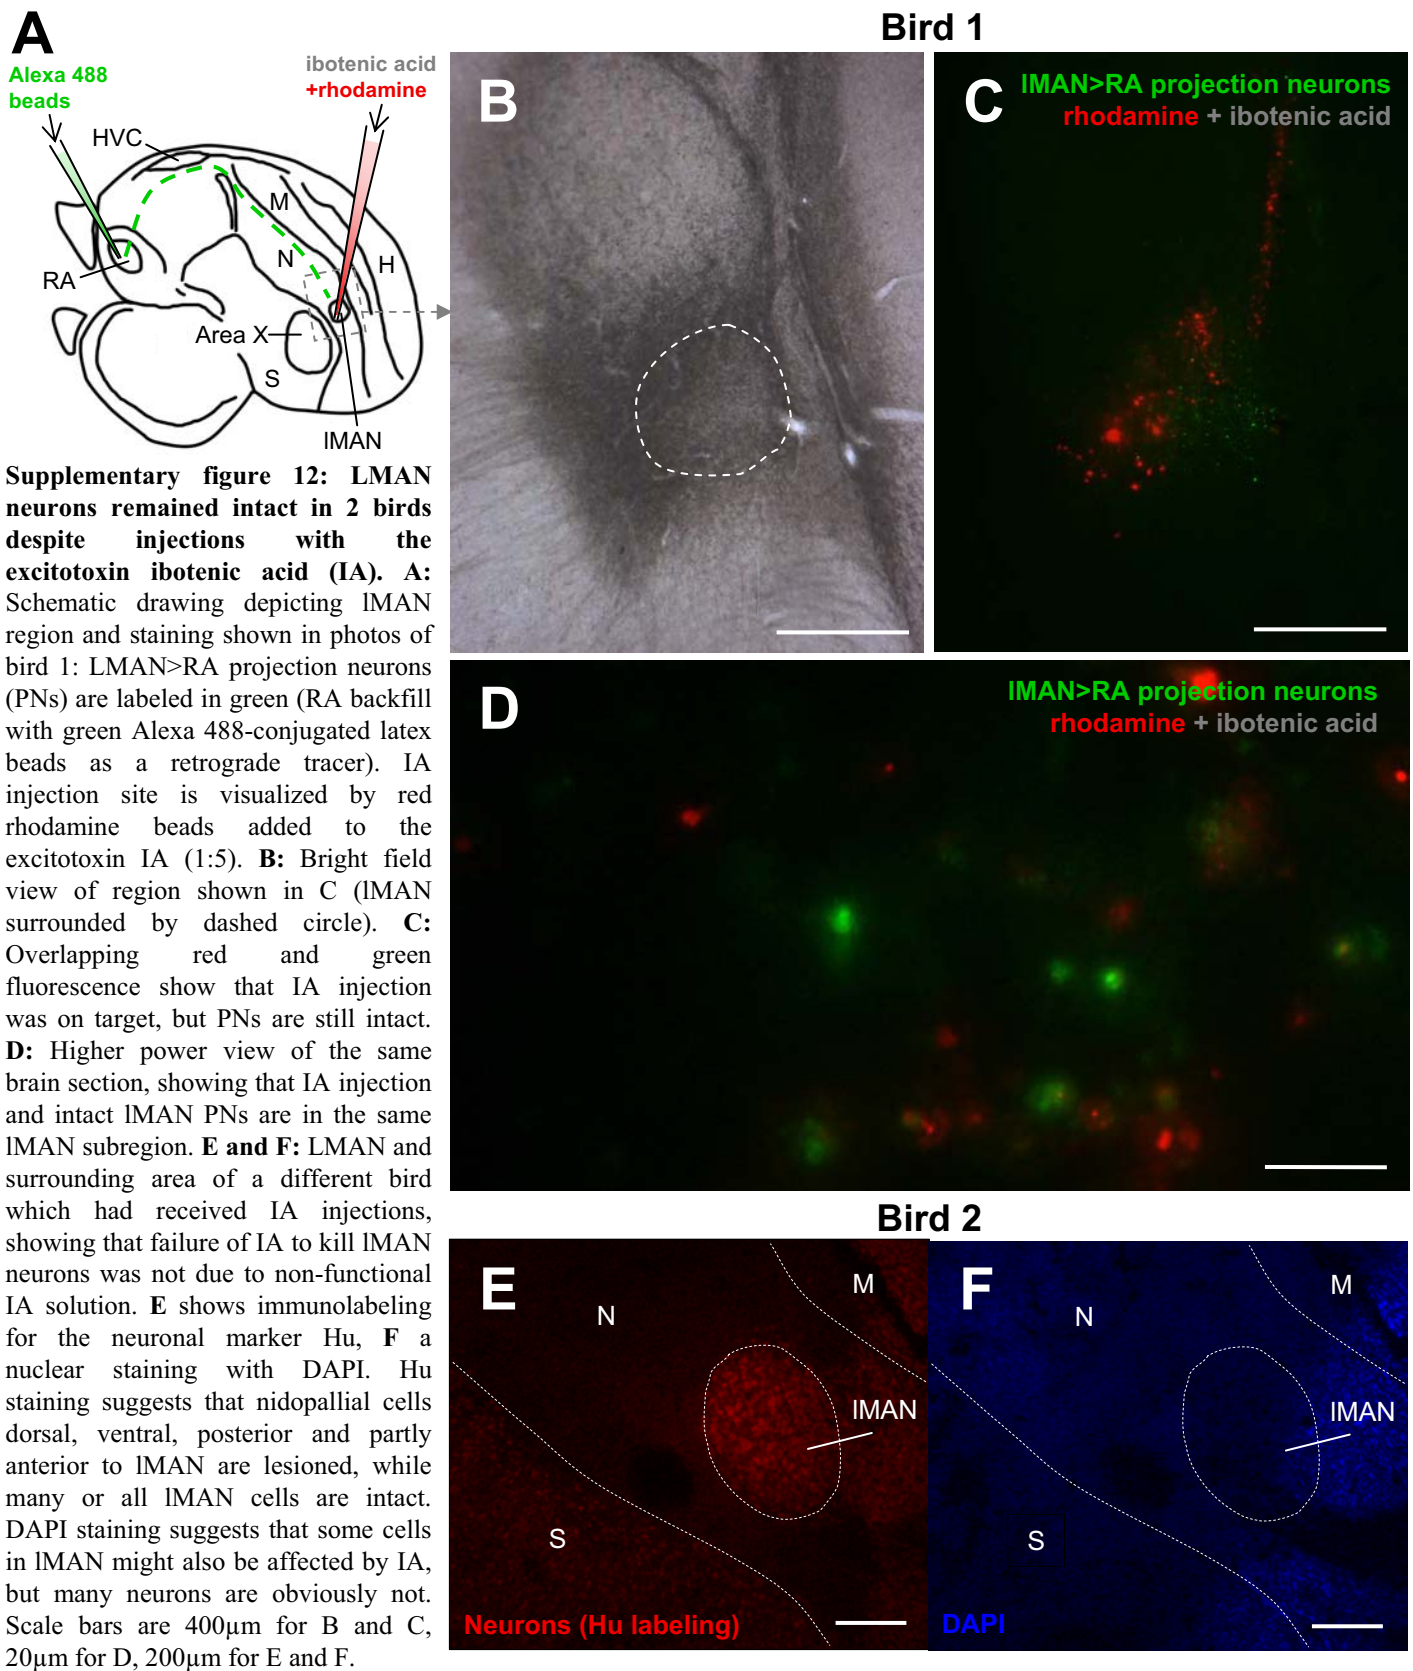 A
Alexa 488
beads
ibotenic acid
+rhodamine
HVC
M
N
H
RA
Area X
S
lMAN
Supplementary figure 12: LMAN
neurons remained intact in 2 birds
despite injections with the
excitotoxin ibotenic acid (IA). A:
Schematic drawing depicting lMAN
region and staining shown in photos of
bird 1: LMAN>RA projection neurons
(PNs) are labeled in green (RA backfill
with green Alexa 488-conjugated latex
beads as a retrograde tracer). IA
injection site is visualized by red
rhodamine beads added to the
excitotoxin IA (1:5). B: Bright field
view of region shown in C (lMAN
surrounded by dashed circle). C:
Overlapping red and green
fluorescence show that IA injection
was on target, but PNs are still intact.
D: Higher power view of the same
brain section, showing that IA injection
and intact lMAN PNs are in the same
lMAN subregion. E and F: LMAN and
surrounding area of a different bird
which had received IA injections,
showing that failure of IA to kill lMAN
neurons was not due to non-functional
IA solution. E shows immunolabeling
for the neuronal marker Hu, F a
nuclear staining with DAPI. Hu
staining suggests that nidopallial cells
dorsal, ventral, posterior and partly
anterior to lMAN are lesioned, while
many or all lMAN cells are intact.
DAPI staining suggests that some cells
in lMAN might also be affected by IA,
but many neurons are obviously not.
Scale bars are 400µm for B and C,
20µm for D, 200µm for E and F.
Bird 1
B
C
lMAN>RA projection neurons
rhodamine + ibotenic acid
D
lMAN>RA projection neurons
rhodamine + ibotenic acid
Bird 2
E
M
N
lMAN
S
Neurons (Hu labeling)
F
M
N
lMAN
S
DAPI